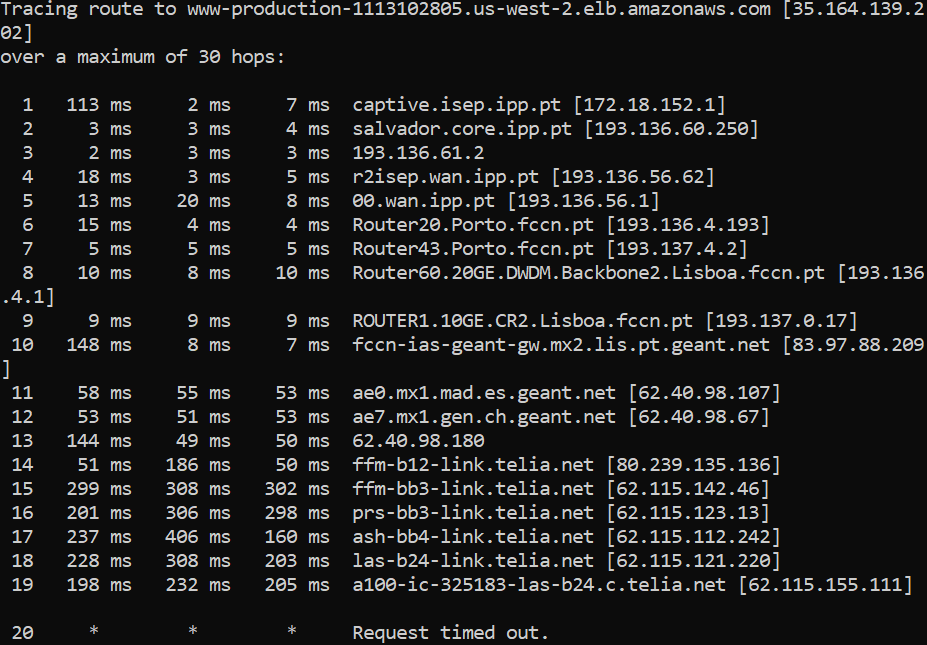 Tracing route to www-production-1113102805.us-west-2.elb.amazonaws.com [35.164.139.2
02]
over a maximum of 30 hops:
1 113 ms 2 ms 7 ms captive.isep.ipp.pt [172.18.152.1]
2 3 ms 3 ms 4 ms salvador.core.ipp.pt [193.136.60.250]
3 2 ms 3 ms 3 ms 193.136.61.2
4 18 ms 3 ms 5 ms r2isep.wan.ipp.pt [193.136.56.62]
5 13 ms 20 ms 8 ms 00.wan.ipp.pt [193.136.56.1]
6 15 ms 4 ms 4 ms Router20.Porto.fccn.pt [193.136.4.193]
7 5 ms 5 ms 5 ms Router43.Porto.fccn.pt [193.137.4.2]
8 10 ms 8 ms 10 ms Router60.20GE.DWDM.Backbone2.Lisboa.fccn.pt [193.136
.4.1]
9 9 ms 9 ms 9 ms ROUTER1.10GE.CR2.Lisboa.fccn.pt [193.137.0.17]
10 148 ms 8 ms 7 ms fccn-ias-geant-gw.mx2.lis.pt.geant.net [83.97.88.209
]
11 58 ms 55 ms 53 ms ae0.mx1.mad.es.geant.net [62.40.98.107]
12 53 ms 51 ms 53 ms ae7.mx1.gen.ch.geant.net [62.40.98.67]
13 144 ms 49 ms 50 ms 62.40.98.180
14 51 ms 186 ms 50 ms ffm-b12-link.telia.net [80.239.135.136]
15 299 ms 308 ms 302 ms ffm-bb3-link.telia.net [62.115.142.46]
16 201 ms 306 ms 298 ms prs-bb3-link.telia.net [62.115.123.13]
17 237 ms 406 ms 160 ms ash-bb4-link.telia.net [62.115.112.242]
18 228 ms 308 ms 203 ms las-b24-link.telia.net [62.115.121.220]
19 198 ms 232 ms 205 ms a100-ic-325183-las-b24.c.telia.net [62.115.155.111]
20 * * * Request timed out.